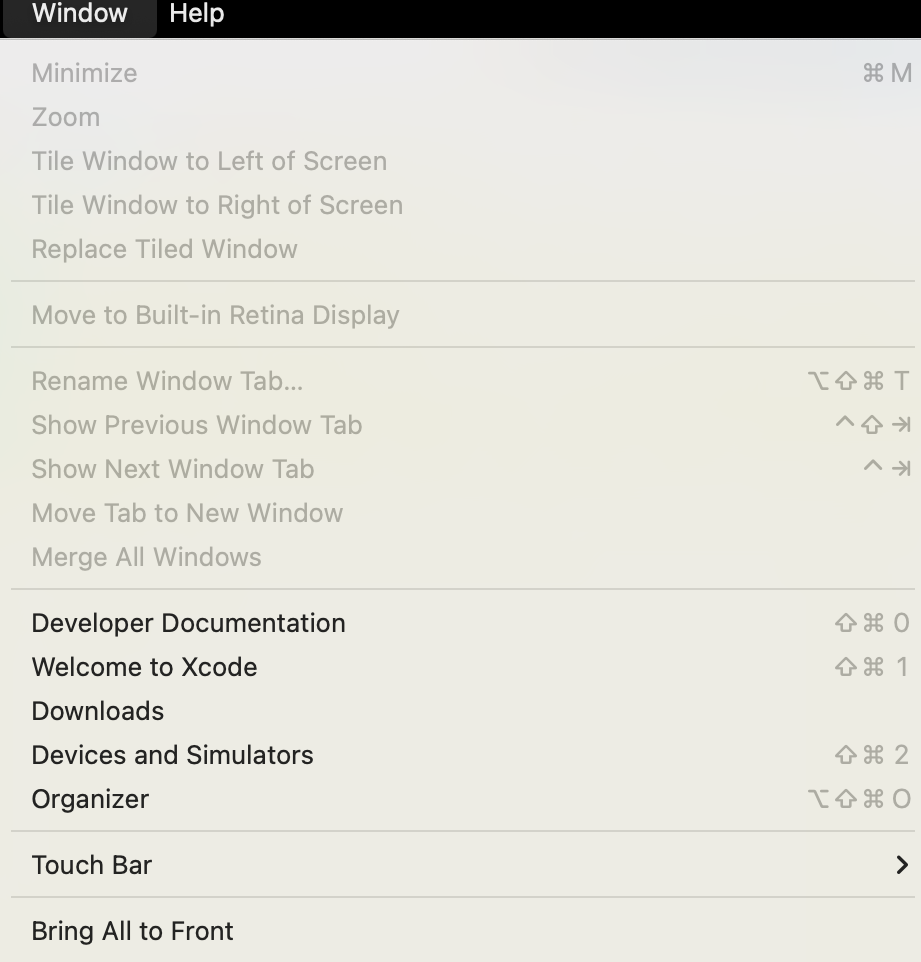 Window Help
Minimize ⌘ M
Zoom
Tile Window to Left of Screen
Tile Window to Right of Screen
Replace Tiled Window
Move to Built-in Retina Display
Rename Window Tab... ⌥⇧⌘ T
Show Previous Window Tab ^⇧⇥
Show Next Window Tab ^⇥
Move Tab to New Window
Merge All Windows
Developer Documentation ⇧⌘ 0
Welcome to Xcode ⇧⌘ 1
Downloads
Devices and Simulators ⇧⌘ 2
Organizer ⌥⇧⌘ O
Touch Bar >
Bring All to Front